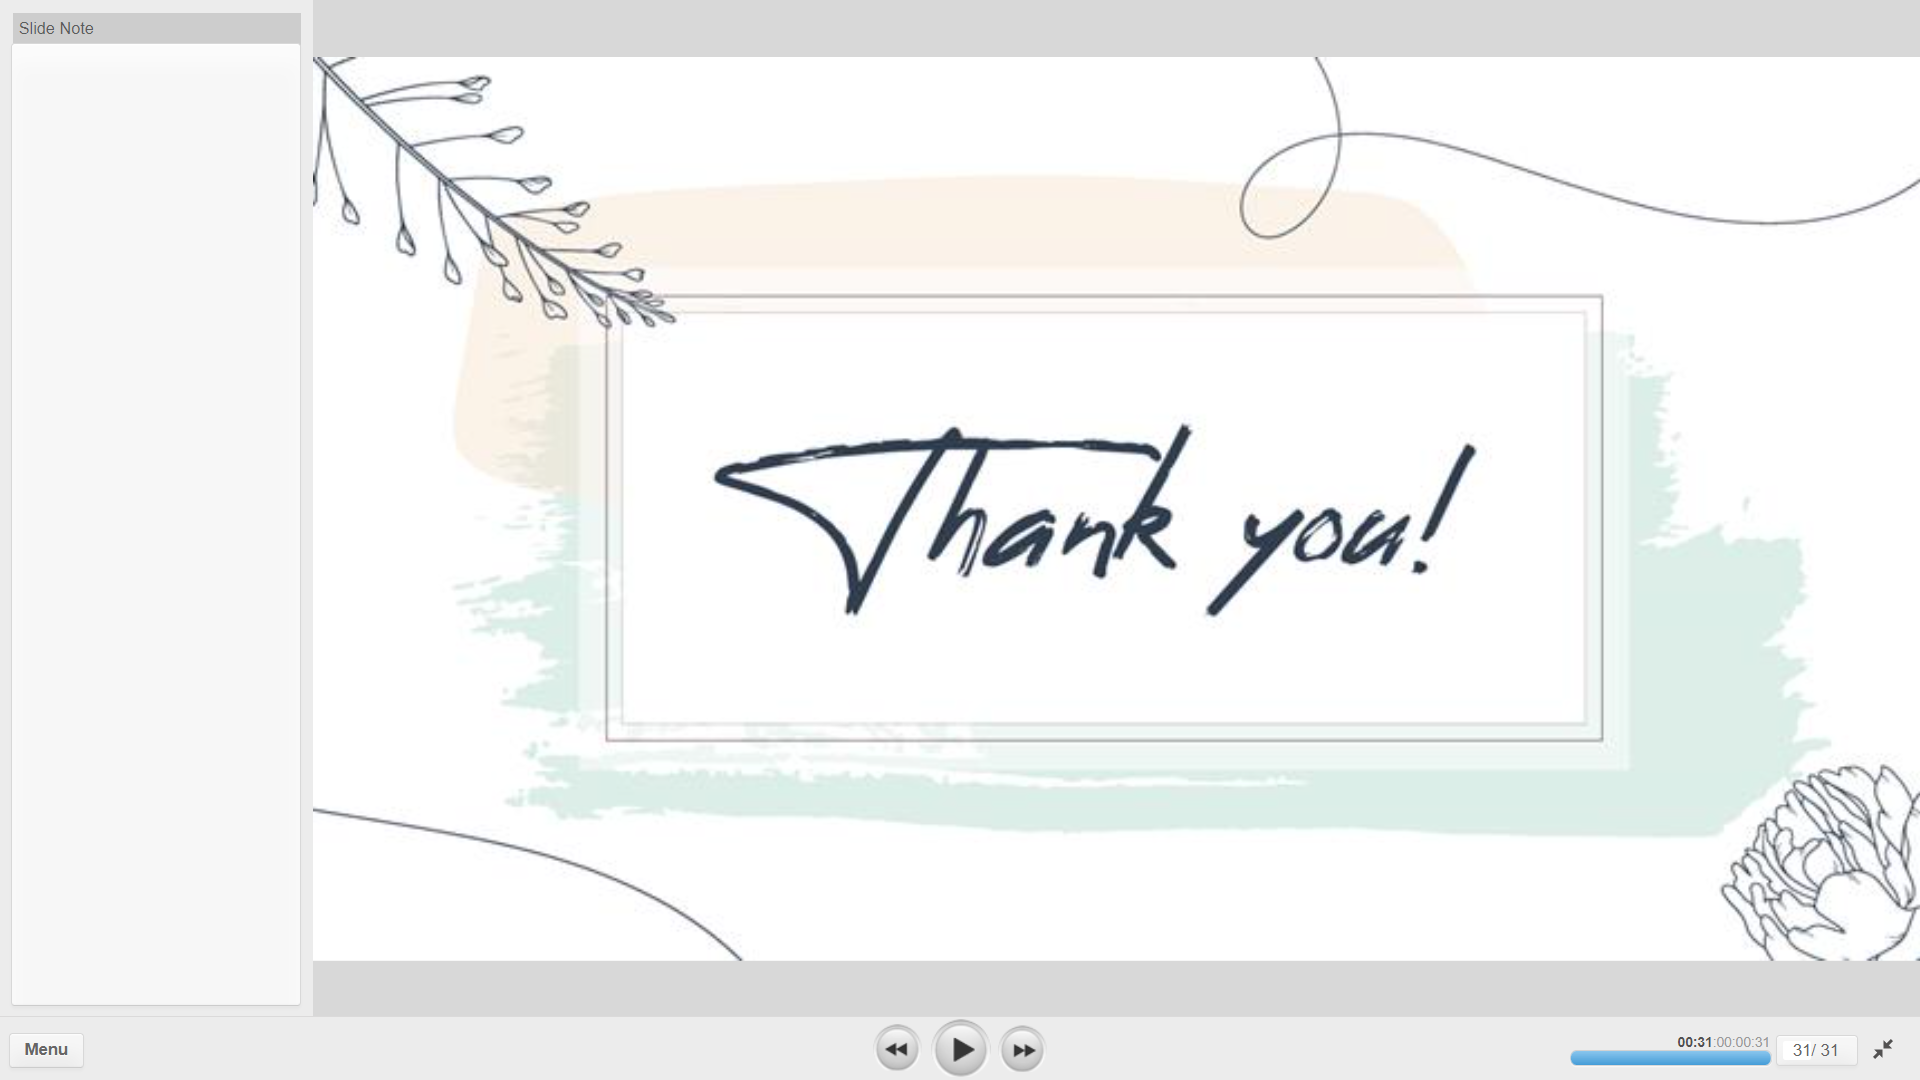 Slide Note
Thank you!
Menu
00:31:00:00:31
31/ 31